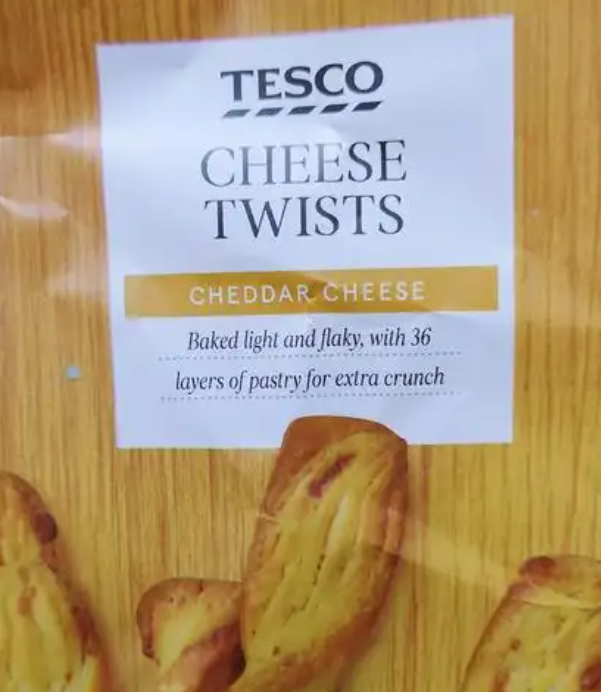 TESCO
CHEESE
TWISTS
CHEDDAR CHEESE
Baked light and flaky, with 36
layers of pastry for extra crunch